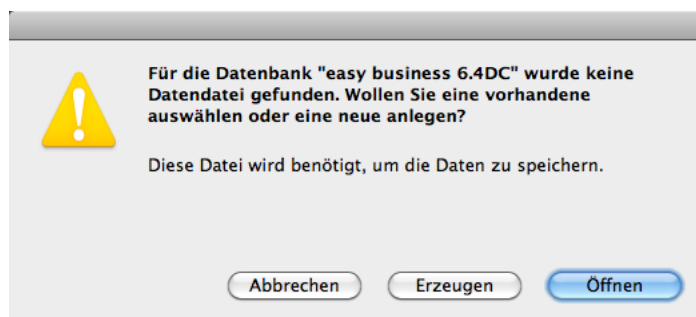 Für die Datenbank "easy business 6.4DC" wurde keine
Datendatei gefunden. Wollen Sie eine vorhandene
auswählen oder eine neue anlegen?
Diese Datei wird benötigt, um die Daten zu speichern.
Abbrechen Erzeugen Öffnen